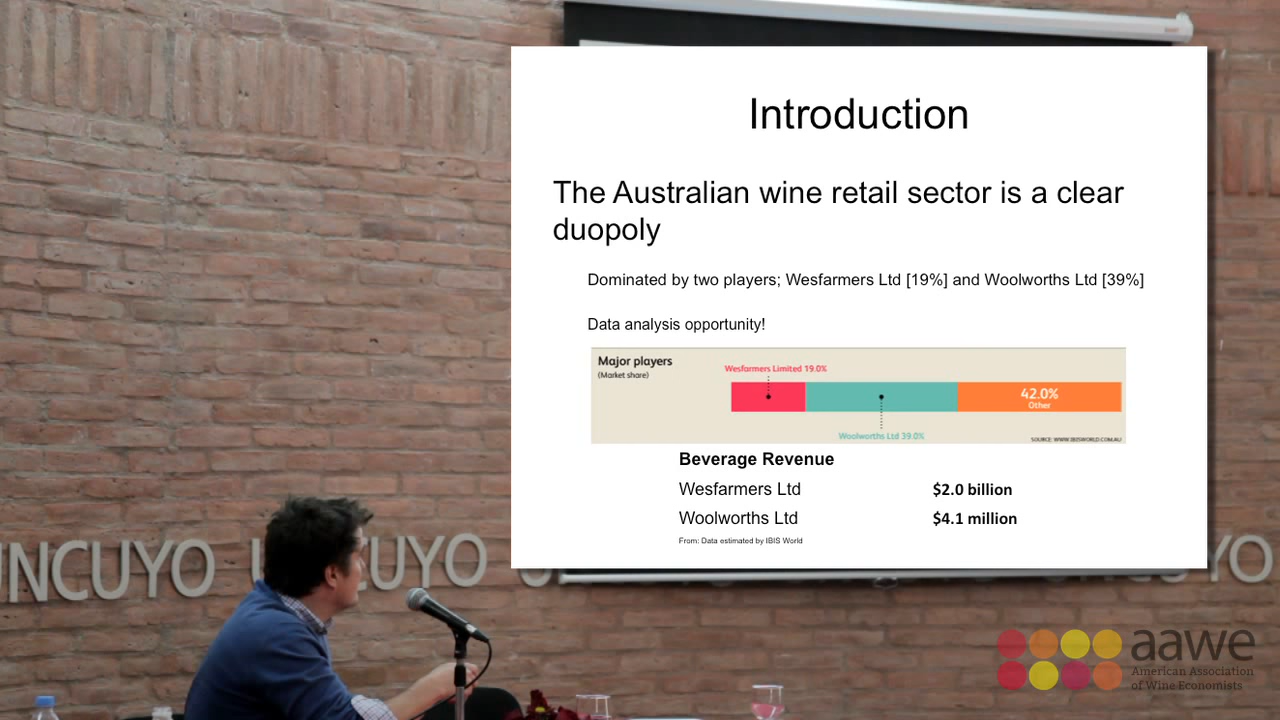 Introduction
The Australian wine retail sector is a clear
duopoly
Dominated by two players; Wesfarmers Ltd [19%] and Woolworths Ltd [39%]
Data analysis opportunity!
Major players
(Market share)
Wesfarmers Limited 19.0%
42.0%
Other
Woolworths Ltd 39.0%
SOURCE: WWW.IBISWORLD.COM.AU
Beverage Revenue
Wesfarmers Ltd $2.0 billion
Woolworths Ltd $4.1 million
From: Data estimated by IBIS World
UNCUYO
aawe
American Association
of Wine Economists